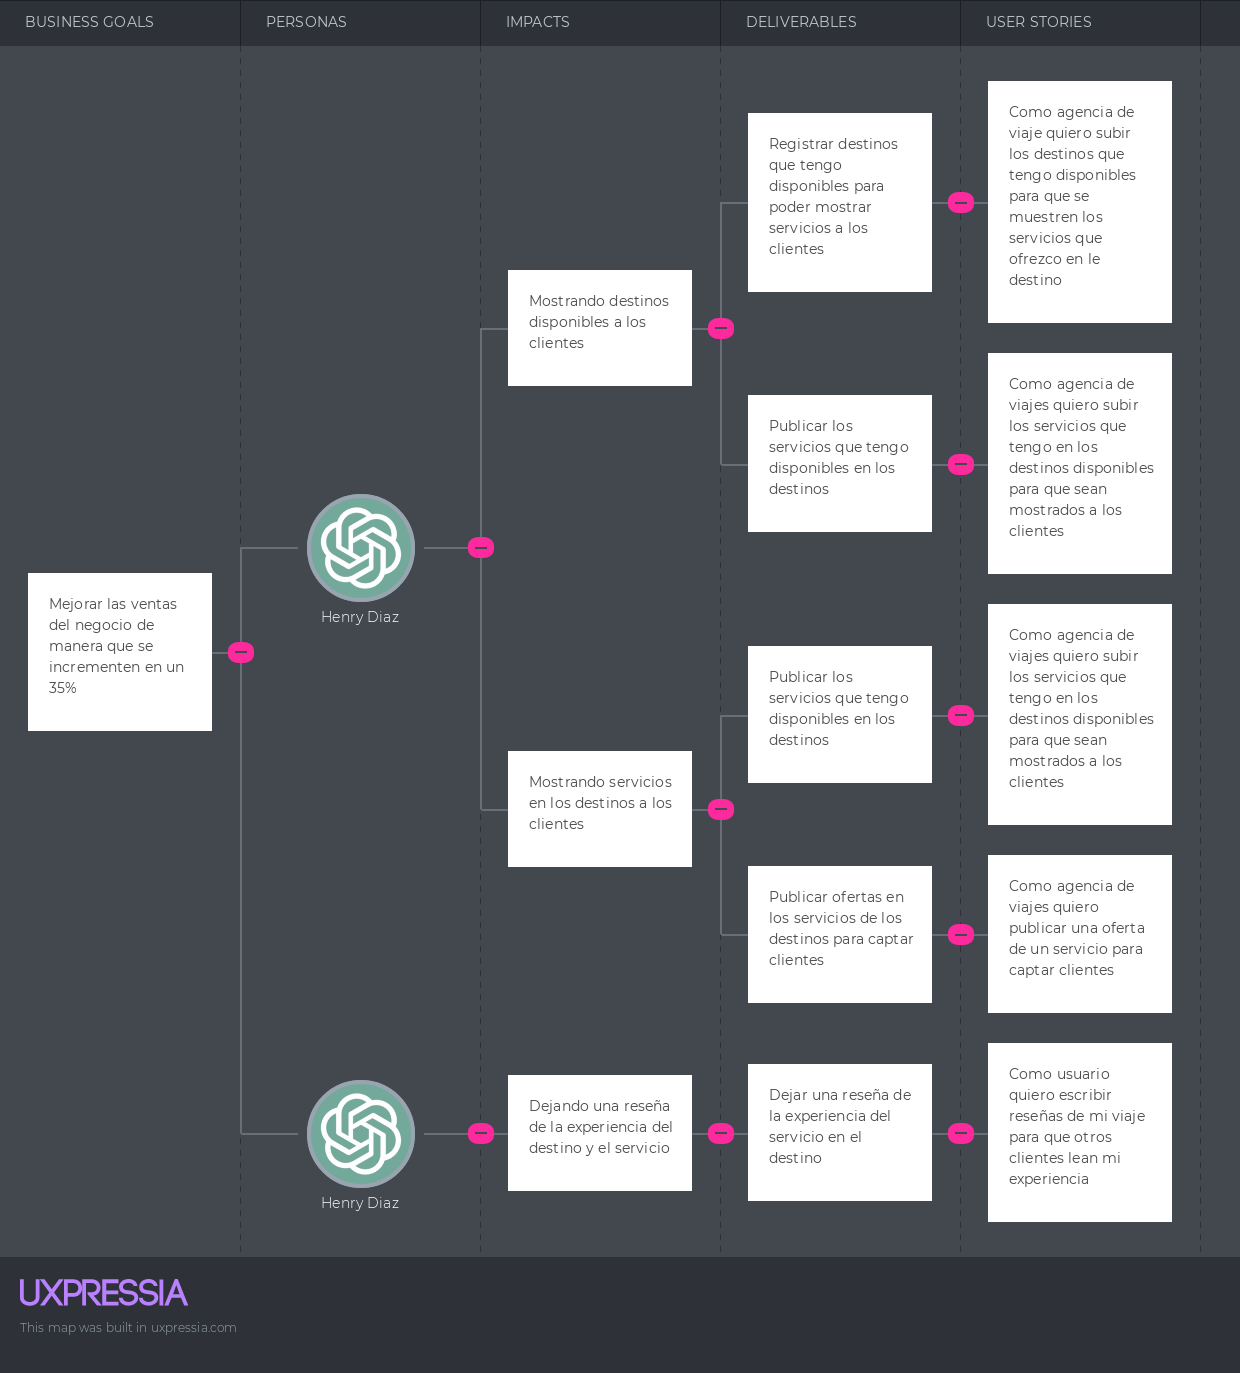 BUSINESS GOALS
PERSONAS
IMPACTS
DELIVERABLES
USER STORIES
Mejorar las ventas
del negocio de
manera que se
incrementen en un
35%
Henry Diaz
Mostrando destinos
disponibles a los
clientes
Registrar destinos
que tengo
disponibles para
poder mostrar
servicios a los
clientes
Como agencia de
viaje quiero subir
los destinos que
tengo disponibles
para que se
muestren los
servicios que
ofrezco en le
destino
Publicar los
servicios que tengo
disponibles en los
destinos
Como agencia de
viajes quiero subir
los servicios que
tengo en los
destinos disponibles
para que sean
mostrados a los
clientes
Mostrando servicios
en los destinos a los
clientes
Publicar los
servicios que tengo
disponibles en los
destinos
Como agencia de
viajes quiero subir
los servicios que
tengo en los
destinos disponibles
para que sean
mostrados a los
clientes
Publicar ofertas en
los servicios de los
destinos para captar
clientes
Como agencia de
viajes quiero
publicar una oferta
de un servicio para
captar clientes
Henry Diaz
Dejando una reseña
de la experiencia del
destino y el servicio
Dejar una reseña de
la experiencia del
servicio en el
destino
Como usuario
quiero escribir
reseñas de mi viaje
para que otros
clientes lean mi
experiencia
UXPRESSIA
This map was built in uxpressia.com